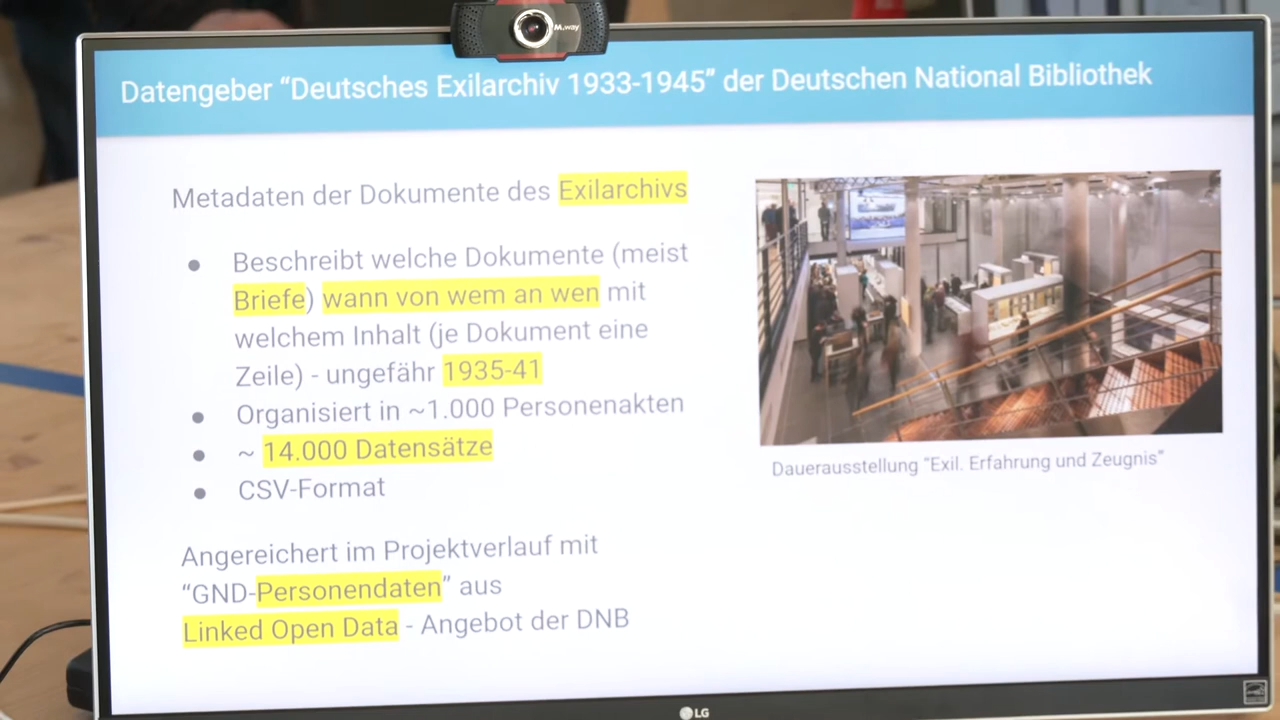 M.way
Datengeber “Deutsches Exilarchiv 1933-1945” der Deutschen National Bibliothek
Metadaten der Dokumente des Exilarchivs
● Beschreibt welche Dokumente (meist
Briefe) wann von wem an wen mit
welchem Inhalt (je Dokument eine
Zeile) - ungefähr 1935-41
● Organisiert in ~1.000 Personenakten
● ~ 14.000 Datensätze
● CSV-Format
Dauerausstellung “Exil. Erfahrung und Zeugnis”
Angereichert im Projektverlauf mit
“GND-Personendaten” aus
Linked Open Data - Angebot der DNB
LG